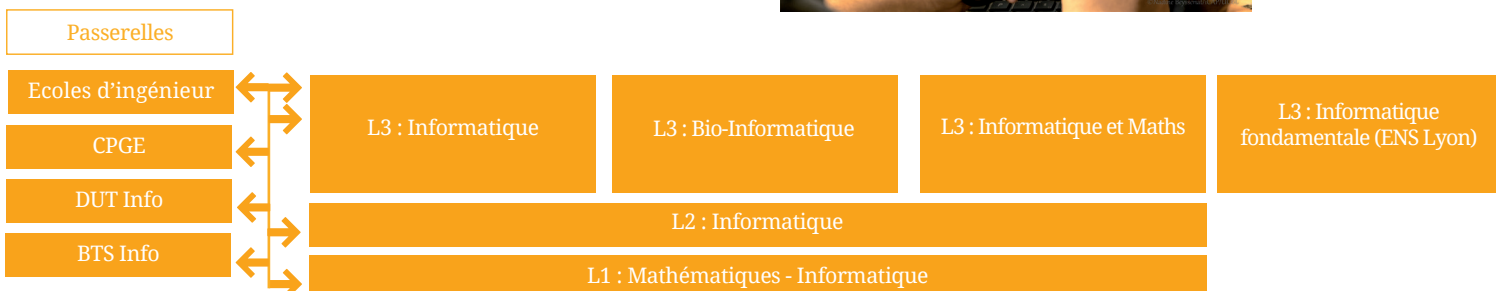 Passerelles
Ecoles d'ingénieur
CPGE
DUT Info
BTS Info
L3 : Informatique
L3 : Bio-Informatique
L3 : Informatique et Maths
L3 : Informatique
fondamentale (ENS Lyon)
L2 : Informatique
L1 : Mathématiques - Informatique